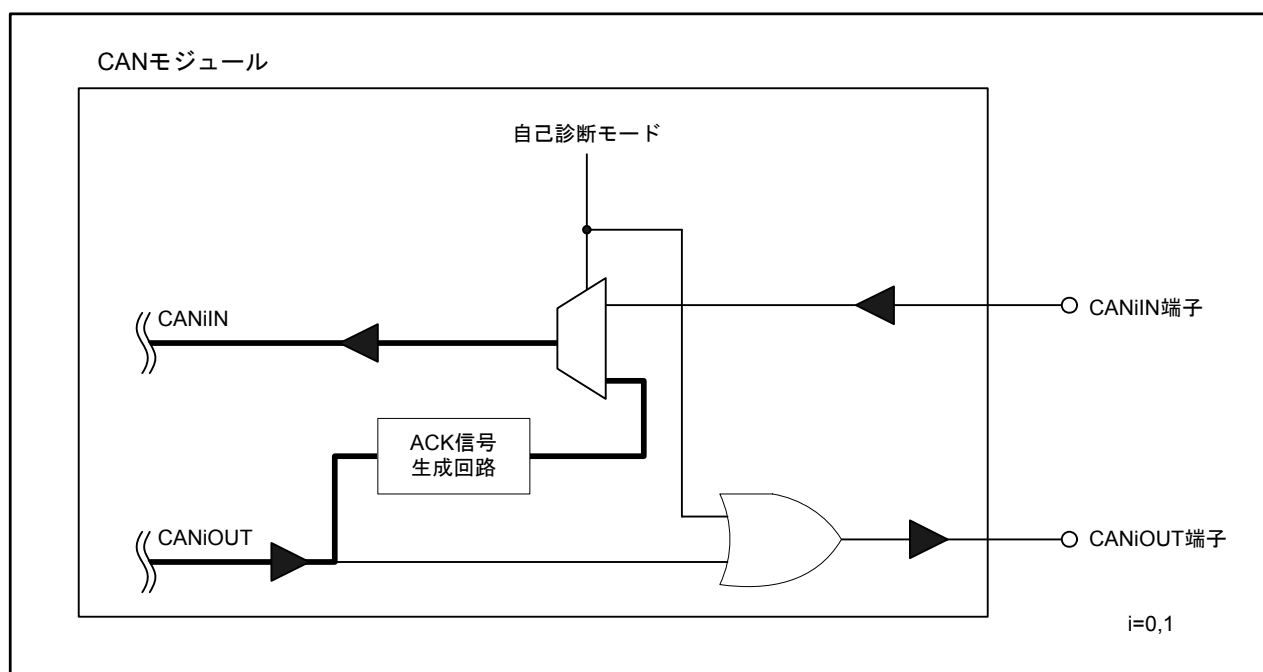 CANモジュール
自己診断モード
CANiIN
CANiIN端子
ACK信号
生成回路
CANiOUT
CANiOUT端子
i=0,1